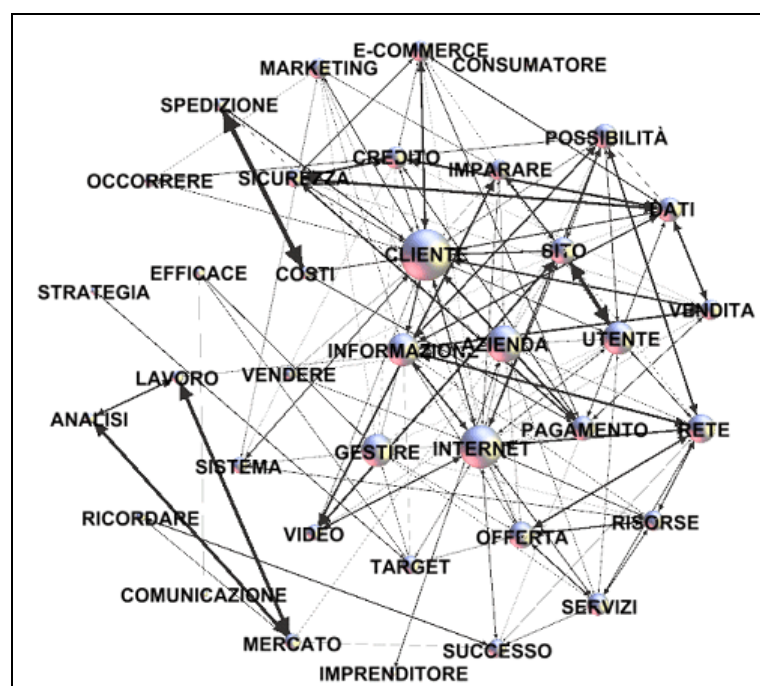 E-COMMERCE
CONSUMATORE
MARKETING
SPEDIZIONE
POSSIBILITÀ
CREDITO
IMPARARE
OCCORRERE
SICUREZZA
DATI
CLIENTE
SITO
EFFICACE
COSTI
STRATEGIA
VENDITA
INFORMAZIONI
AZIENDA
UTENTE
LAVORO
VENDERE
ANALISI
PAGAMENTO
RETE
GESTIRE
INTERNET
SISTEMA
RICORDARE
VIDEO
OFFERTA
RISORSE
TARGET
COMUNICAZIONE
SERVIZI
MERCATO
SUCCESSO
IMPRENDITORE